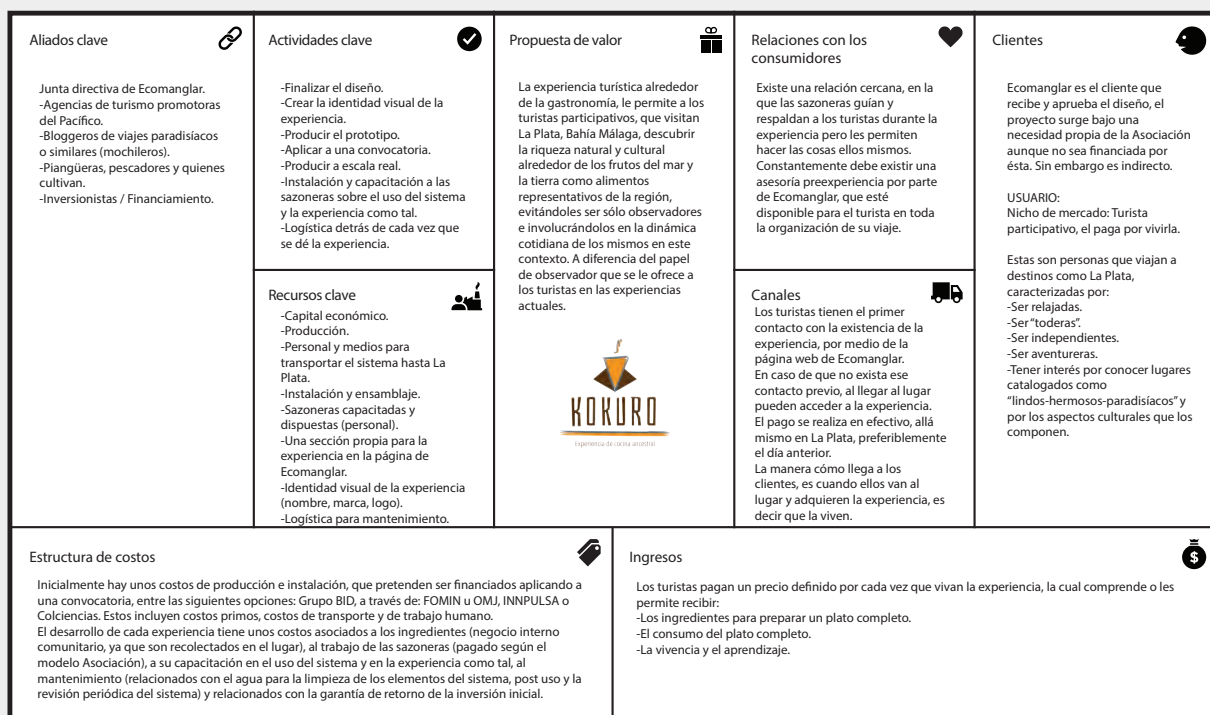 Aliados clave
Junta directiva de Ecomanglar.
-Agencias de turismo promotoras
del Pacífico.
-Bloggeros de viajes paradisíacos
o similares (mochileros).
-Piangüeras, pescadores y quienes
cultivan.
-Inversionistas / Financiamiento.
Actividades clave
-Finalizar el diseño.
-Crear la identidad visual de la
experiencia.
-Producir el prototipo.
-Aplicar a una convocatoria.
-Producir a escala real.
-Instalación y capacitación a las
sazoneras sobre el uso del sistema
y la experiencia como tal.
-Logística detrás de cada vez que
se dé la experiencia.
Recursos clave
-Capital económico.
-Producción.
-Personal y medios para
transportar el sistema hasta La
Plata.
-Instalación y ensamblaje.
-Sazoneras capacitadas y
dispuestas (personal).
-Una sección propia para la
experiencia en la página de
Ecomanglar.
-Identidad visual de la experiencia
(nombre, marca, logo).
-Logística para mantenimiento.
Propuesta de valor
La experiencia turística alrededor
de la gastronomía, le permite a los
turistas participativos, que visitan
La Plata, Bahía Málaga, descubrir
la riqueza natural y cultural
alrededor de los frutos del mar y
la tierra como alimentos
representativos de la región,
evitándoles ser sólo observadores
e involucrándolos en la dinámica
cotidiana de los mismos en este
contexto. A diferencia del papel
de observador que se le ofrece a
los turistas en las experiencias
actuales.
KOKURO
Experiencia de cocina ancestral
Relaciones con los
consumidores
Existe una relación cercana, en la
que las sazoneras guían y
respaldan a los turistas durante la
experiencia pero les permiten
hacer las cosas ellos mismos.
Constantemente debe existir una
asesoría preexperiencia por parte
de Ecomanglar, que esté
disponible para el turista en toda
la organización de su viaje.
Canales
Los turistas tienen el primer
contacto con la existencia de la
experiencia, por medio de la
página web de Ecomanglar.
En caso de que no exista ese
contacto previo, al llegar al lugar
pueden acceder a la experiencia.
El pago se realiza en efectivo, allá
mismo en La Plata, preferiblemente
el día anterior.
La manera cómo llega a los
clientes, es cuando ellos van al
lugar y adquieren la experiencia, es
decir que la viven.
Clientes
Ecomanglar es el cliente que
recibe y aprueba el diseño, el
proyecto surge bajo una
necesidad propia de la Asociación
aunque no sea financiada por
ésta. Sin embargo es indirecto.
USUARIO:
Nicho de mercado: Turista
participativo, el paga por vivirla.
Estas son personas que viajan a
destinos como La Plata,
caracterizadas por:
-Ser relajadas.
-Ser "toderas".
-Ser independientes.
-Ser aventureras.
-Tener interés por conocer lugares
catalogados como
"lindos-hermosos-paradisíacos" y
por los aspectos culturales que los
componen.
Estructura de costos
Inicialmente hay unos costos de producción e instalación, que pretenden ser financiados aplicando a
una convocatoria, entre las siguientes opciones: Grupo BID, a través de: FOMIN u OMJ, INNPULSA o
Colciencias. Estos incluyen costos primos, costos de transporte y de trabajo humano.
El desarrollo de cada experiencia tiene unos costos asociados a los ingredientes (negocio interno
comunitario, ya que son recolectados en el lugar), al trabajo de las sazoneras (pagado según el
modelo Asociación), a su capacitación en el uso del sistema y en la experiencia como tal, al
mantenimiento (relacionados con el agua para la limpieza de los elementos del sistema, post uso y la
revisión periódica del sistema) y relacionados con la garantía de retorno de la inversión inicial.
Ingresos
$
Los turistas pagan un precio definido por cada vez que vivan la experiencia, la cual comprende o les
permite recibir:
-Los ingredientes para preparar un plato completo.
-El consumo del plato completo.
-La vivencia y el aprendizaje.